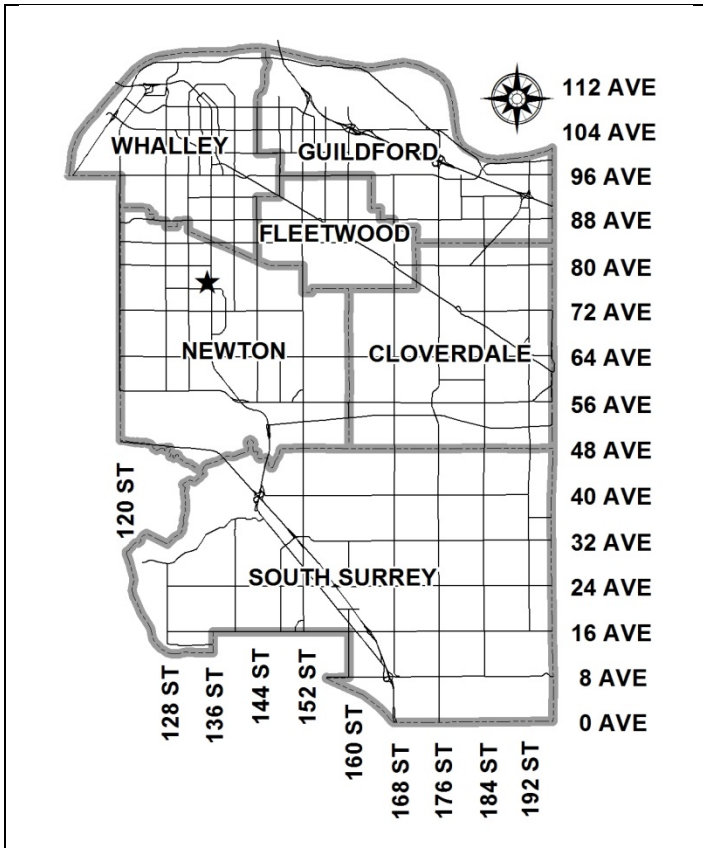 112 AVE
104 AVE
WHALLEY
GUILDFORD
96 AVE
88 AVE
FLEETWOOD
80 AVE
72 AVE
NEWTON
CLOVERDALE
64 AVE
56 AVE
48 AVE
120 ST
40 AVE
32 AVE
SOUTH SURREY
24 AVE
16 AVE
128 ST
136 ST
144 ST
152 ST
160 ST
8 AVE
0 AVE
168 ST
176 ST
184 ST
192 ST